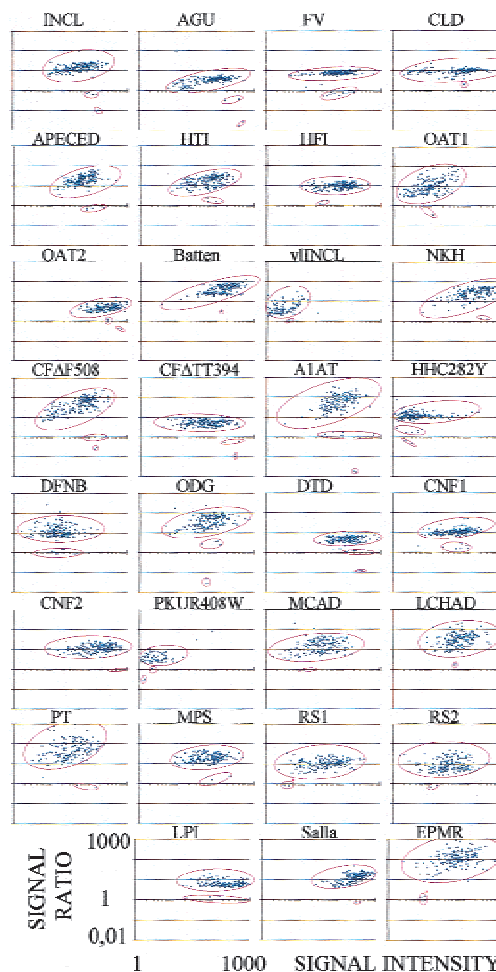 INCL AGU FV CLD
APECED HTI HFI OAT1
OAT2 Batten vlINCL NKH
CFΔF508 CFΔTT394 A1AT HHC282Y
DFNB ODG DTD CNF1
CNF2 PKUR408W MCAD LCHAD
PT MPS RS1 RS2
LPI Salla EPMR
SIGNAL RATIO
1000
1
0,01
1 1000 SIGNAL INTENSITY